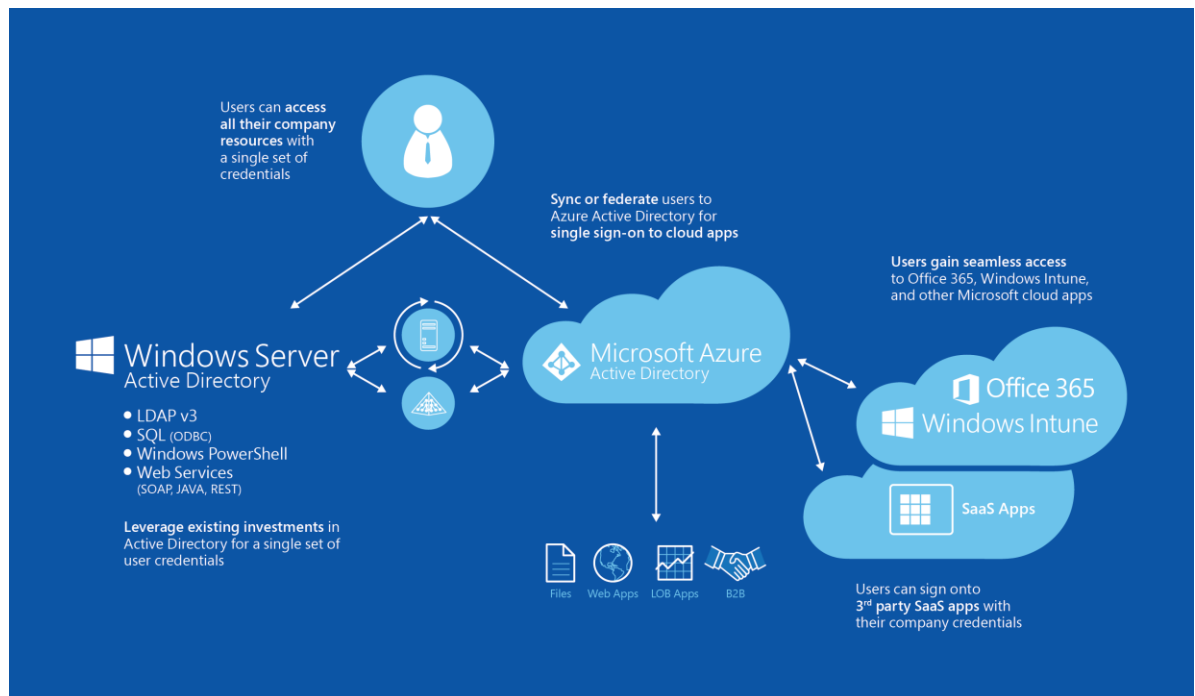 Users can access
all their company
resources with
a single set of
credentials
Sync or federate users to
Azure Active Directory for
single sign-on to cloud apps
Users gain seamless access
to Office 365, Windows Intune,
and other Microsoft cloud apps
Windows Server
Active Directory
• LDAP v3
• SQL (ODBC)
• Windows PowerShell
• Web Services
(SOAP, JAVA, REST)
Leverage existing investments in
Active Directory for a single set of
user credentials
Microsoft Azure
Active Directory
Office 365
Windows Intune
SaaS Apps
Files
Web Apps
LOB Apps
B2B
Users can sign onto
3rd party SaaS apps with
their company credentials